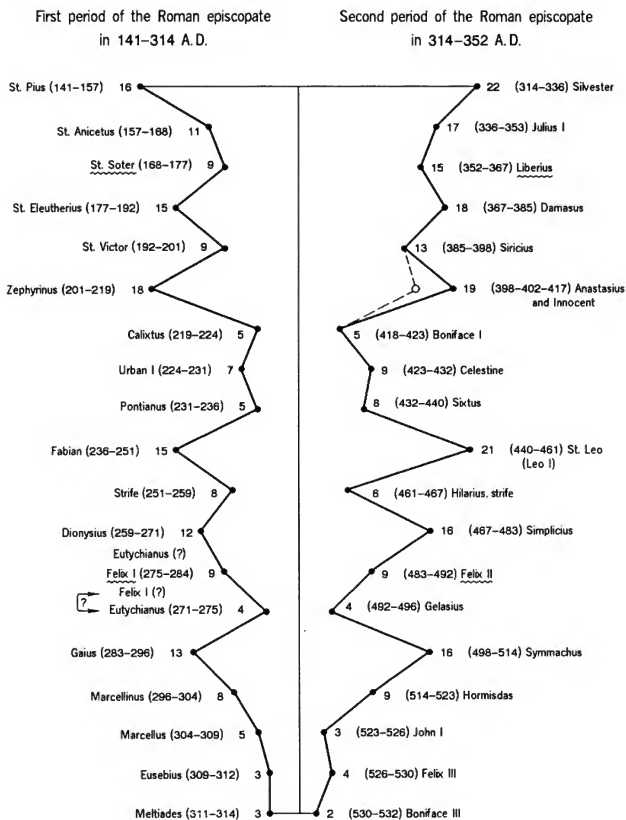 First period of the Roman episcopate
in 141–314 A.D.
Second period of the Roman episcopate
in 314–352 A.D.
St. Pius (141–157) 16
22 (314–336) Silvester
St. Anicetus (157–168) 11
17 (336–353) Julius I
St. Soter (168–177) 9
15 (352–367) Liberius
St. Eleutherius (177–192) 15
18 (367–385) Damasus
St. Victor (192–201) 9
13 (385–398) Siricius
Zephyrinus (201–219) 18
19 (398–402–417) Anastasius
and Innocent
Calixtus (219–224) 5
5 (418–423) Boniface I
Urban I (224–231) 7
9 (423–432) Celestine
Pontianus (231–236) 5
8 (432–440) Sixtus
Fabian (236–251) 15
21 (440–461) St. Leo
(Leo I)
Strife (251–259) 8
6 (461–467) Hilarius, strife
Dionysius (259–271) 12
16 (467–483) Simplicius
Eutychianus (?)
Felix I (275–284) 9
9 (483–492) Felix II
Felix I (?)
?
Eutychianus (271–275) 4
4 (492–496) Gelasius
Gaius (283–296) 13
16 (498–514) Symmachus
Marcellinus (296–304) 8
9 (514–523) Hormisdas
Marcellus (304–309) 5
3 (523–526) John I
Eusebius (309–312) 3
4 (526–530) Felix III
Meltiades (311–314) 3
2 (530–532) Boniface III